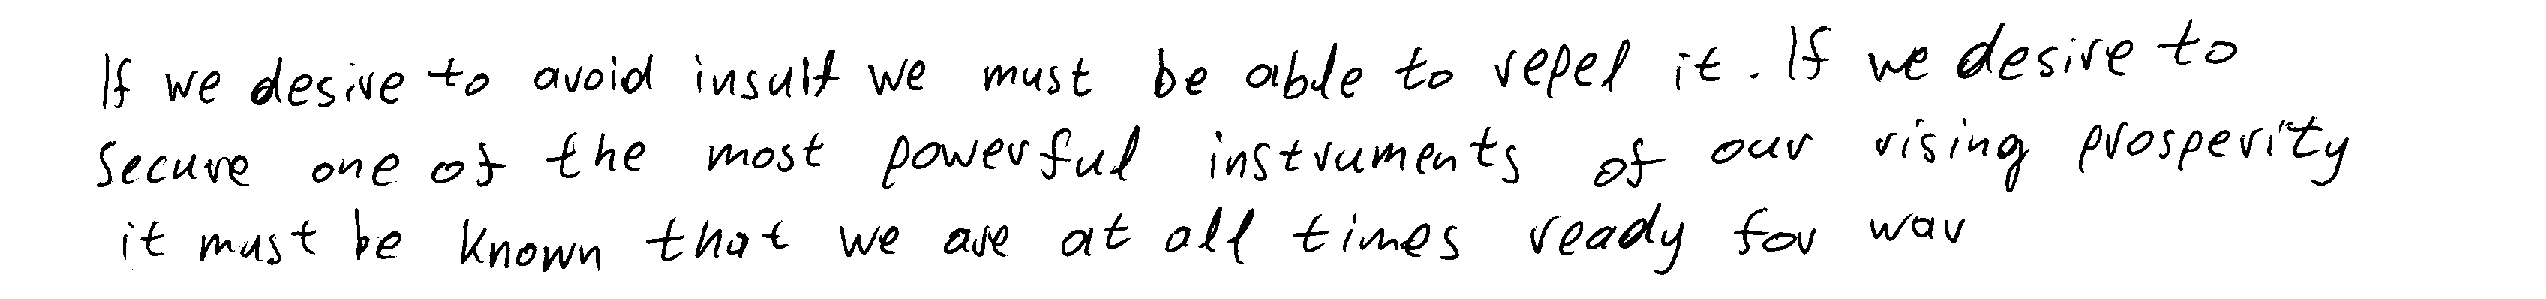 If we desire to avoid insult we must be able to repel it. If we desire to
secure one of the most powerful instruments of our rising prosperity
it must be known that we are at all times ready for war